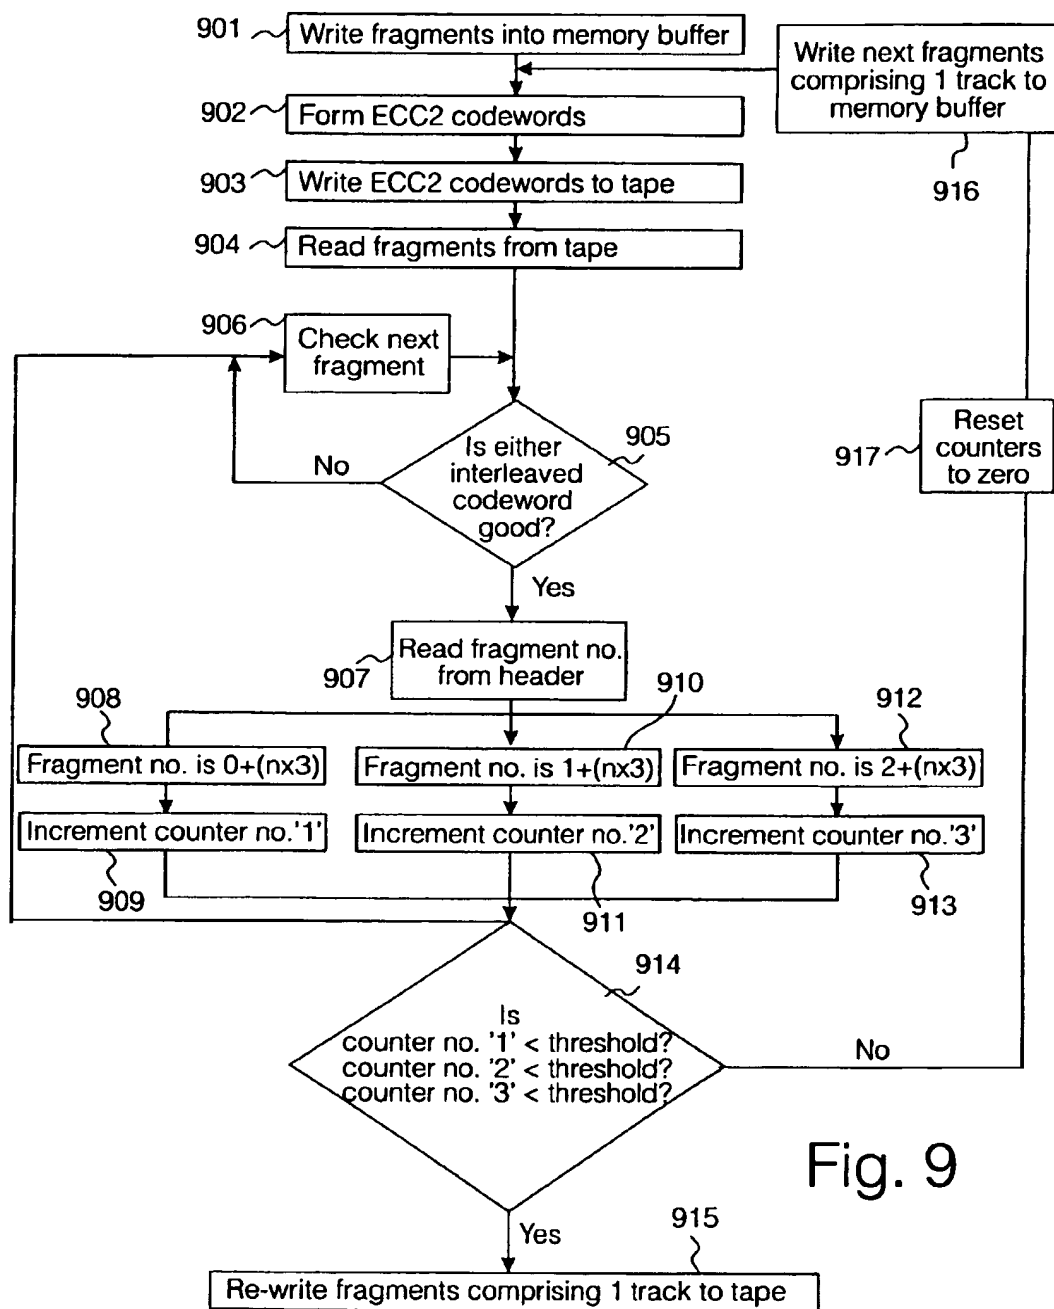 901
Write fragments into memory buffer
Write next fragments
comprising 1 track to
memory buffer
916
902
Form ECC2 codewords
903
Write ECC2 codewords to tape
904
Read fragments from tape
906
Check next
fragment
905
Is either
interleaved
codeword
good?
No
Reset
counters
to zero
917
Yes
Read fragment no.
from header
907
908
910
912
Fragment no. is 0+(nx3)
Fragment no. is 1+(nx3)
Fragment no. is 2+(nx3)
Increment counter no.'1'
Increment counter no.'2'
Increment counter no.'3'
909
911
913
914
Is
counter no. '1' < threshold?
counter no. '2' < threshold?
counter no. '3' < threshold?
No
Fig. 9
Yes
915
Re-write fragments comprising 1 track to tape